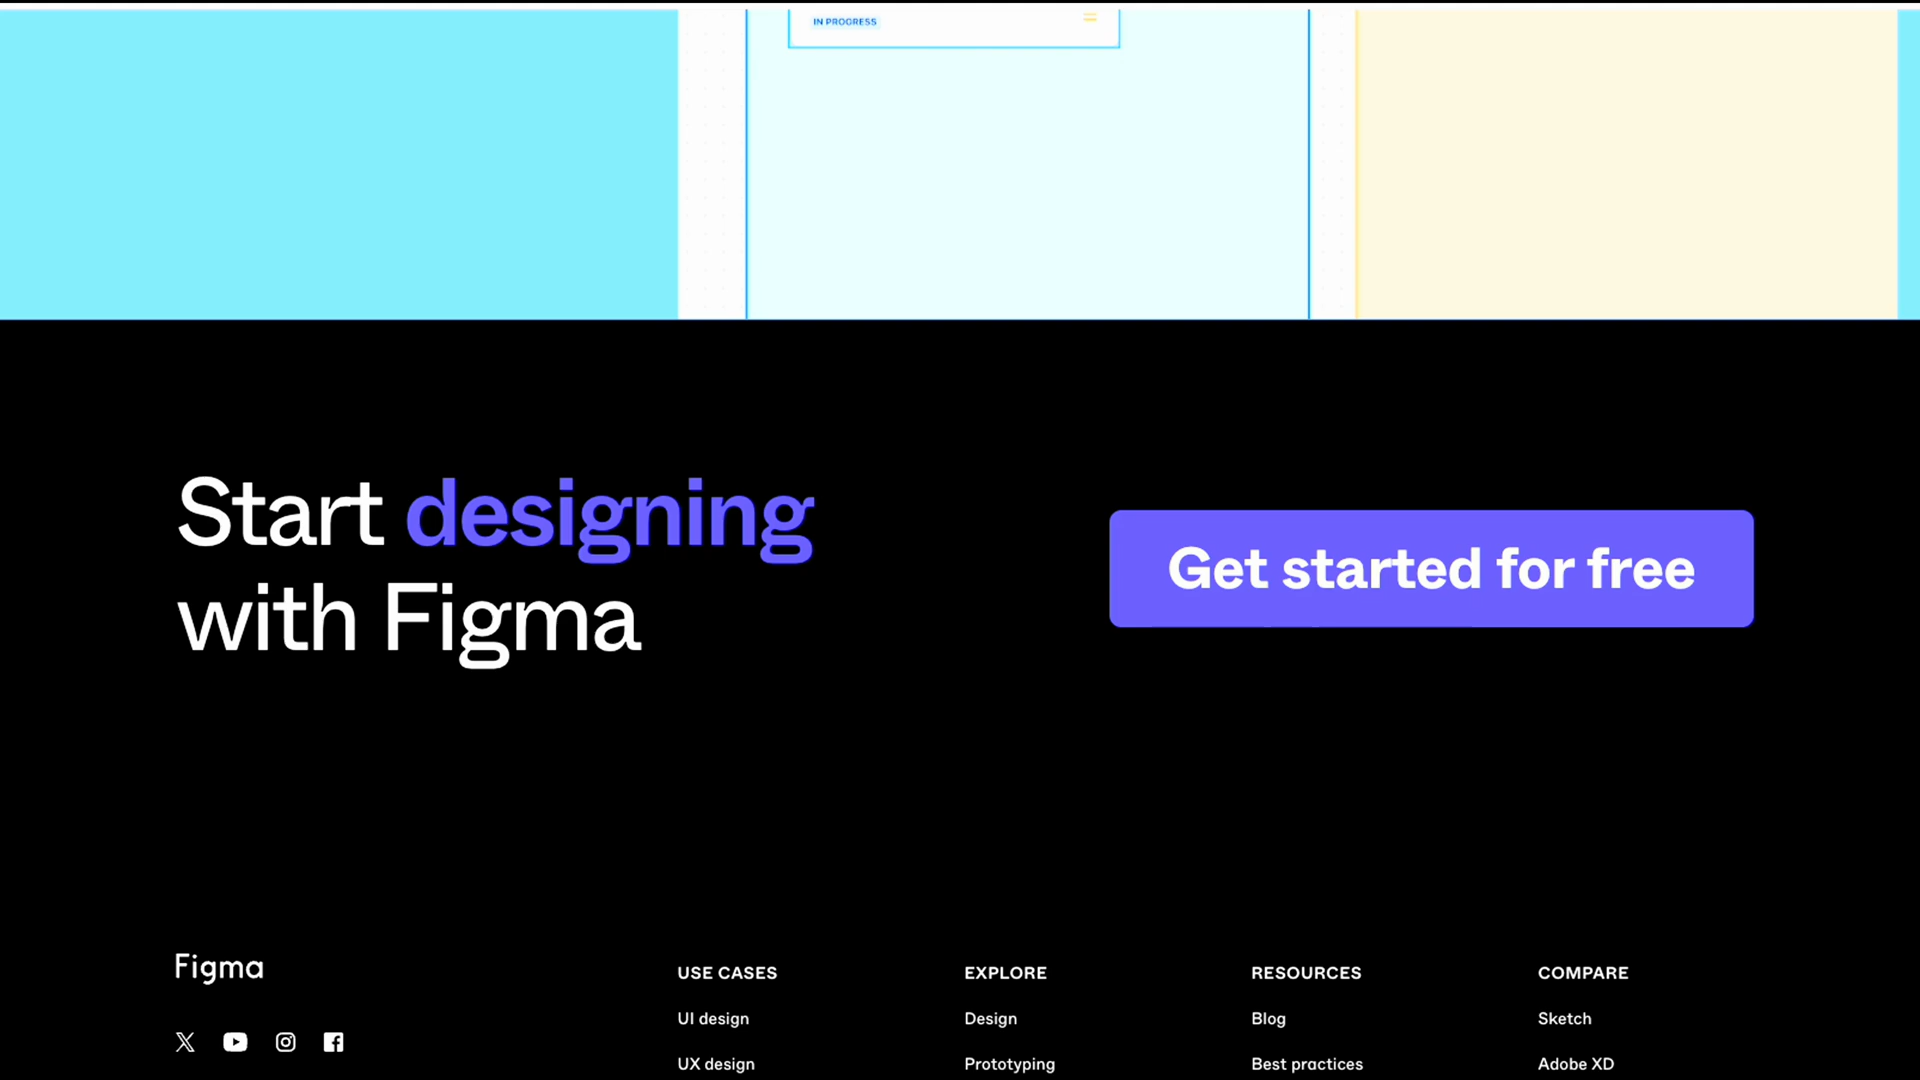 IN PROGRESS
Start designing
with Figma
Get started for free
Figma
USE CASES
UI design
UX design
EXPLORE
Design
Prototyping
RESOURCES
Blog
Best practices
COMPARE
Sketch
Adobe XD